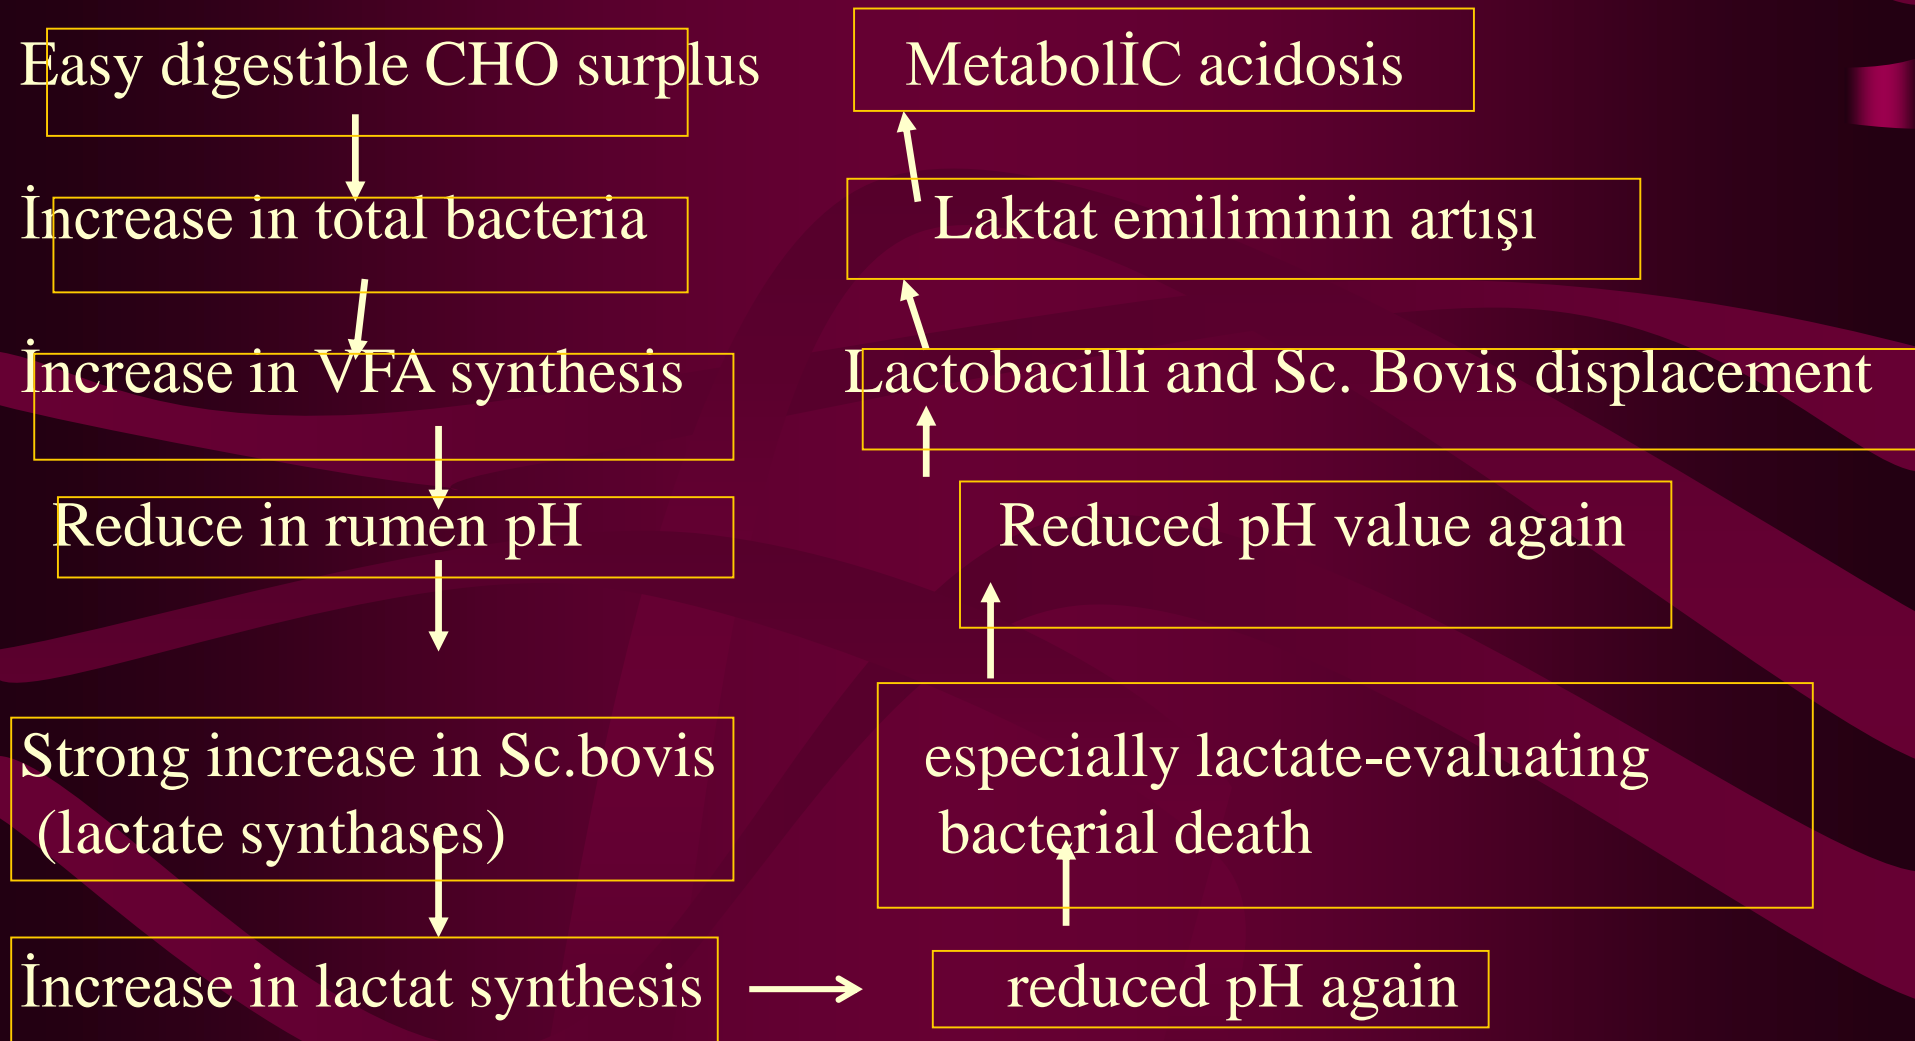 Easy digestible CHO surplus
İncrease in total bacteria
İncrease in VFA synthesis
Reduce in rumen pH
Strong increase in Sc.bovis
(lactate synthases)
İncrease in lactat synthesis
reduced pH again
especially lactate-evaluating
bacterial death
Reduced pH value again
Lactobacilli and Sc. Bovis displacement
Laktat emiliminin artışı
MetabolİC acidosis